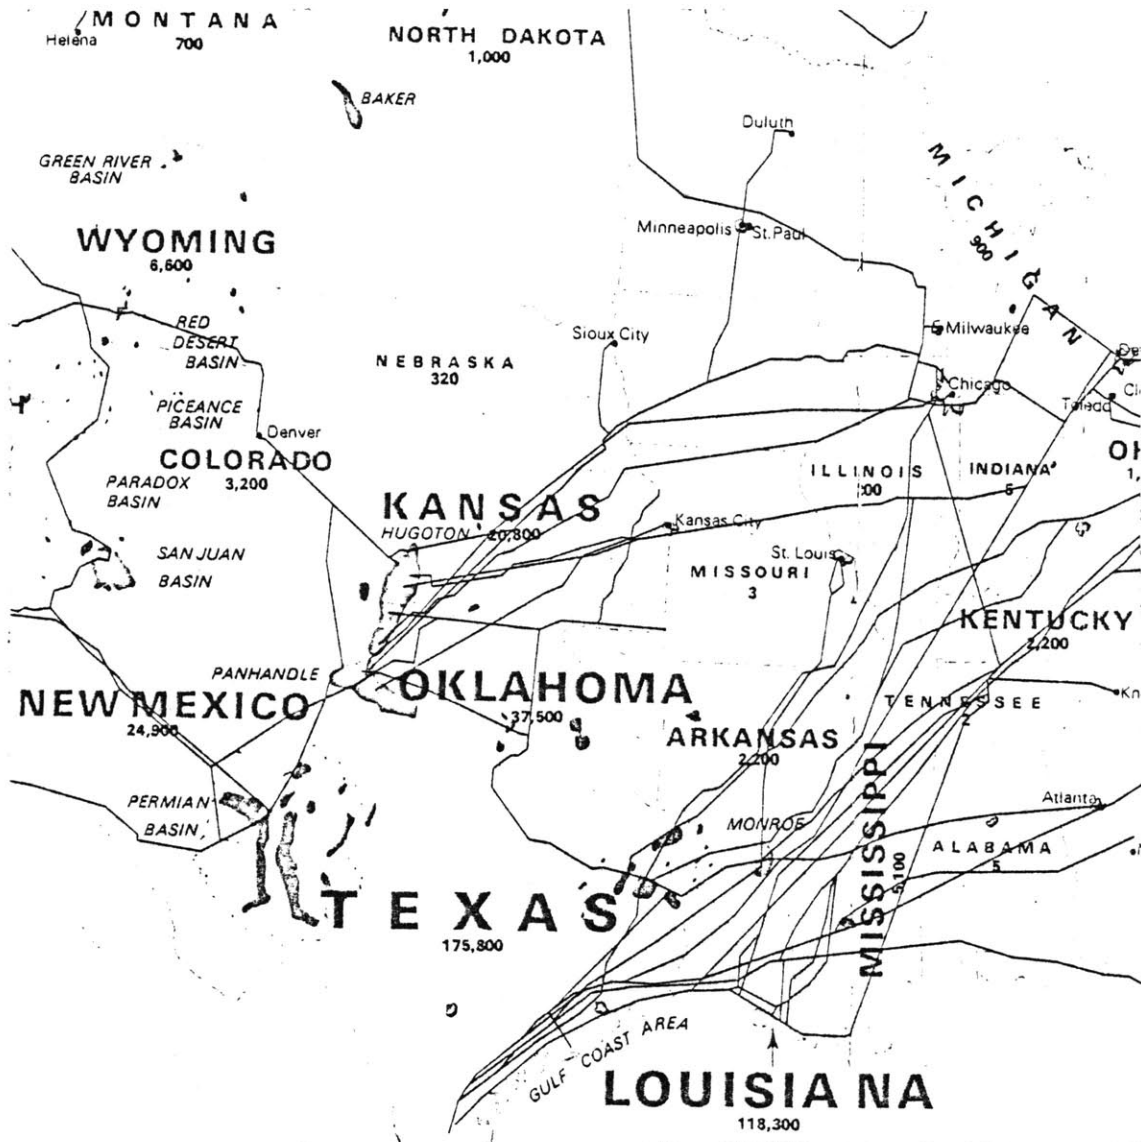 MONTANA
Helena
700
NORTH DAKOTA
1,000
BAKER
Duluth
GREEN RIVER
BASIN
MICHIGAN
900
WYOMING
6,600
Minneapolis
St. Paul
RED
DESERT
BASIN
Sioux City
Milwaukee
NEBRASKA
320
Chicago
PICEANCE
BASIN
Toledo
Denver
COLORADO
3,200
PARADOX
BASIN
ILLINOIS
INDIANA
5
KANSAS
20,800
HUGOTON
Kansas City
SAN JUAN
BASIN
St. Louis
MISSOURI
3
KENTUCKY
2,200
PANHANDLE
NEW MEXICO
24,900
OKLAHOMA
37,500
TENNESSEE
2
ARKANSAS
2,200
MISSISSIPPI
5,100
PERMIAN
BASIN
MONROE
Atlanta
ALABAMA
5
TEXAS
175,800
GULF COAST AREA
LOUISIANA
118,300